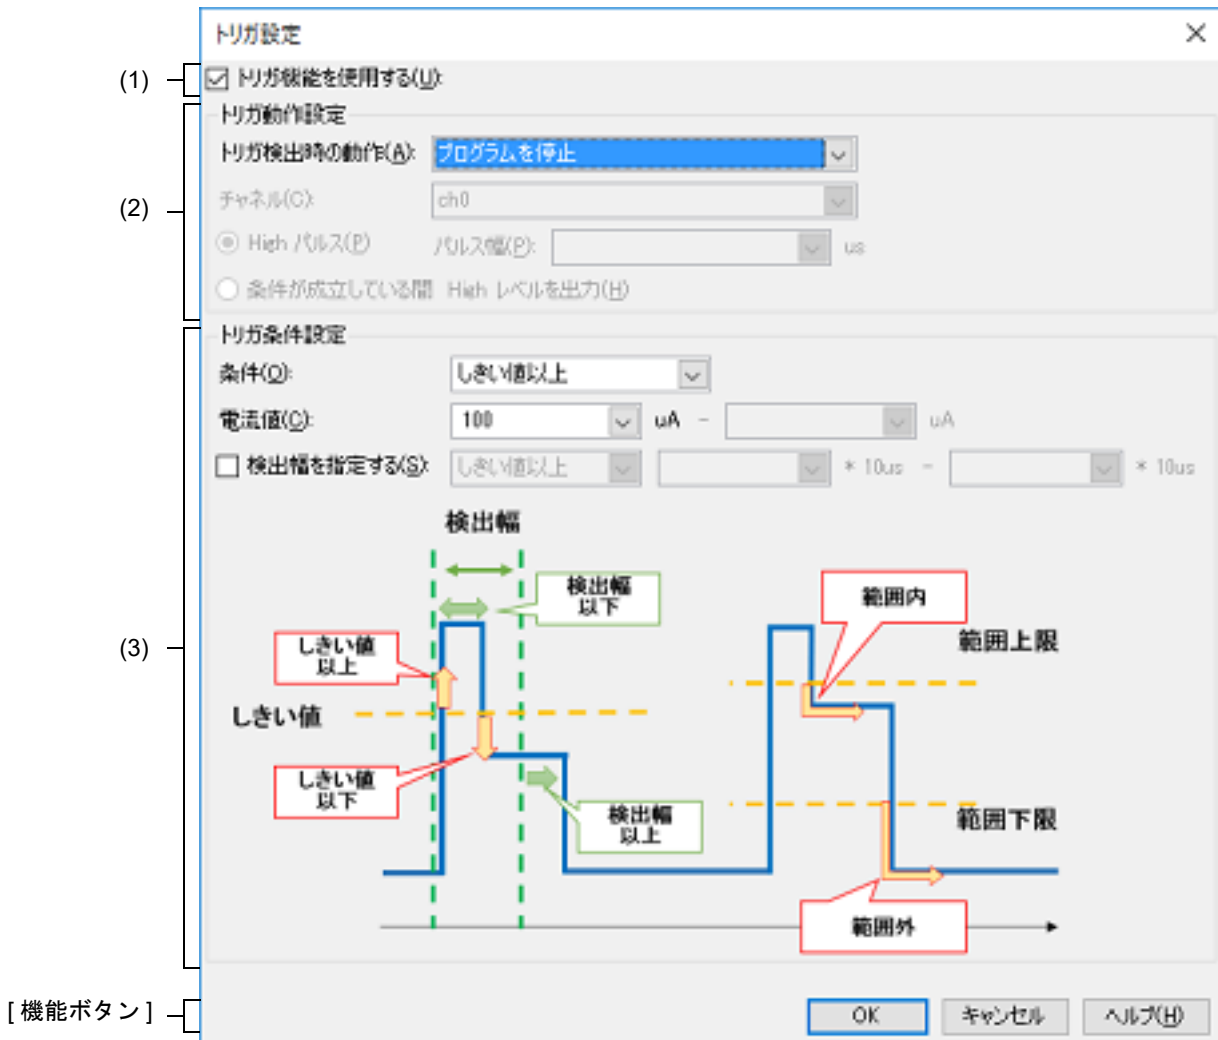 トリガ設定
(1)
トリガ機能を使用する(U):
(2)
トリガ動作設定
トリガ検出時の動作(A): プログラムを停止
チャネル(C): ch0
High パルス(P) パルス幅(P): us
条件が成立している間 High レベルを出力(H)
(3)
トリガ条件設定
条件(O): しきい値以上
電流値(C): 100 uA - uA
検出幅を指定する(S): しきい値以上 * 10us - * 10us
検出幅
検出幅
以下
範囲内
しきい値
以上
範囲上限
しきい値
しきい値
以下
検出幅
以上
範囲下限
範囲外
[ 機能ボタン ]
OK キャンセル ヘルプ(H)